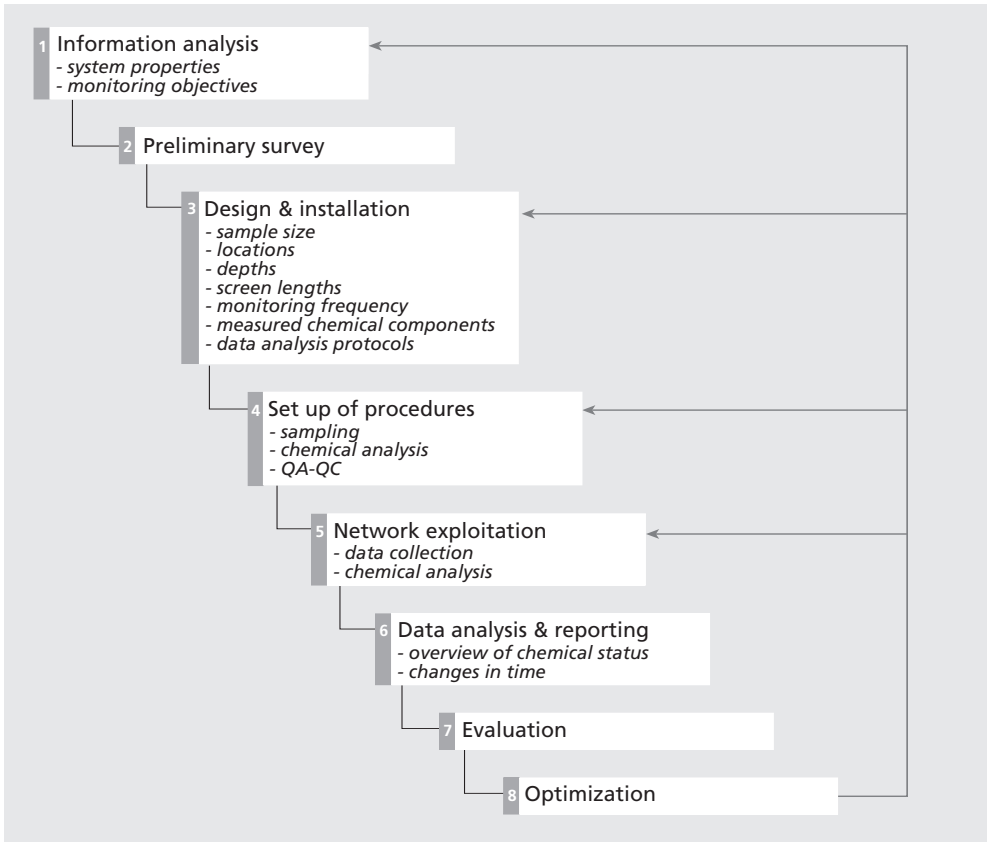 1 Information analysis
- system properties
- monitoring objectives
2 Preliminary survey
3 Design & installation
- sample size
- locations
- depths
- screen lengths
- monitoring frequency
- measured chemical components
- data analysis protocols
4 Set up of procedures
- sampling
- chemical analysis
- QA-QC
5 Network exploitation
- data collection
- chemical analysis
6 Data analysis & reporting
- overview of chemical status
- changes in time
7 Evaluation
8 Optimization